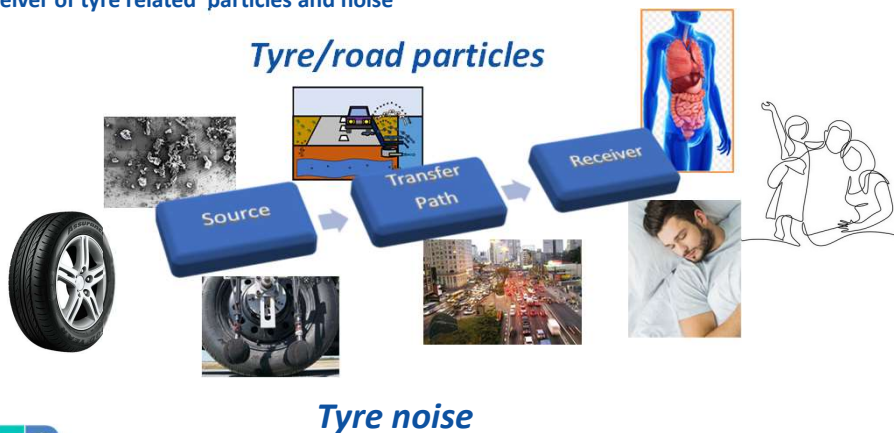 eiver of tyre related particles and noise
Tyre/road particles
Source
Transfer
Path
Receiver
Tyre noise